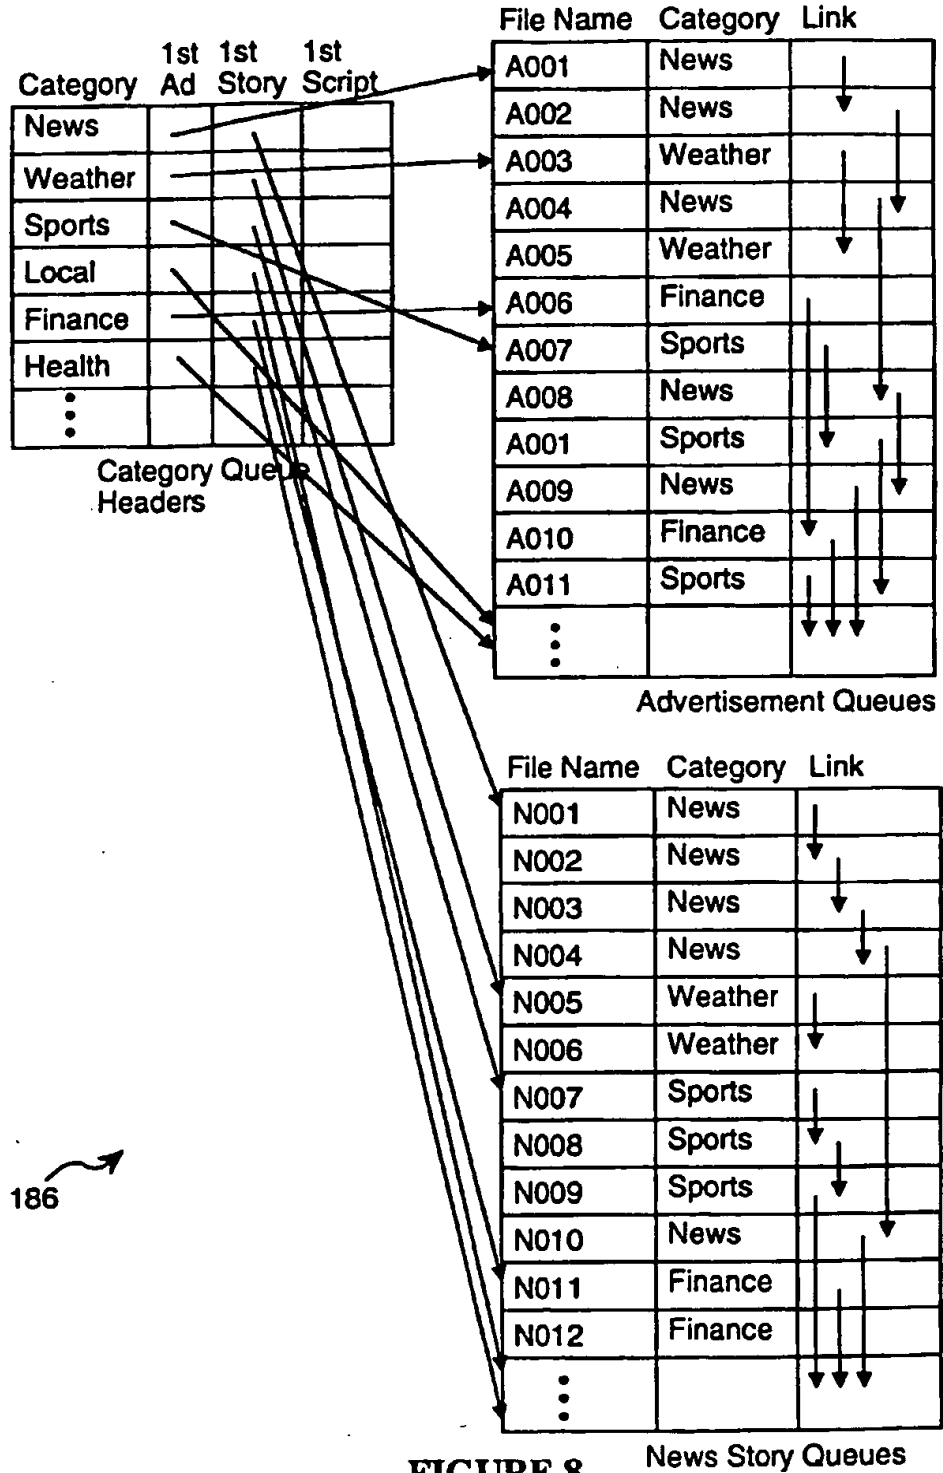 1st 1st 1st
Category Ad Story Script
News
Weather
Sports
Local
Finance
Health
Category Queue
Headers
File Name Category Link
A001 News
A002 News
A003 Weather
A004 News
A005 Weather
A006 Finance
A007 Sports
A008 News
A001 Sports
A009 News
A010 Finance
A011 Sports
Advertisement Queues
File Name Category Link
N001 News
N002 News
N003 News
N004 News
N005 Weather
N006 Weather
N007 Sports
N008 Sports
N009 Sports
N010 News
N011 Finance
N012 Finance
News Story Queues
186
FIGURE 8